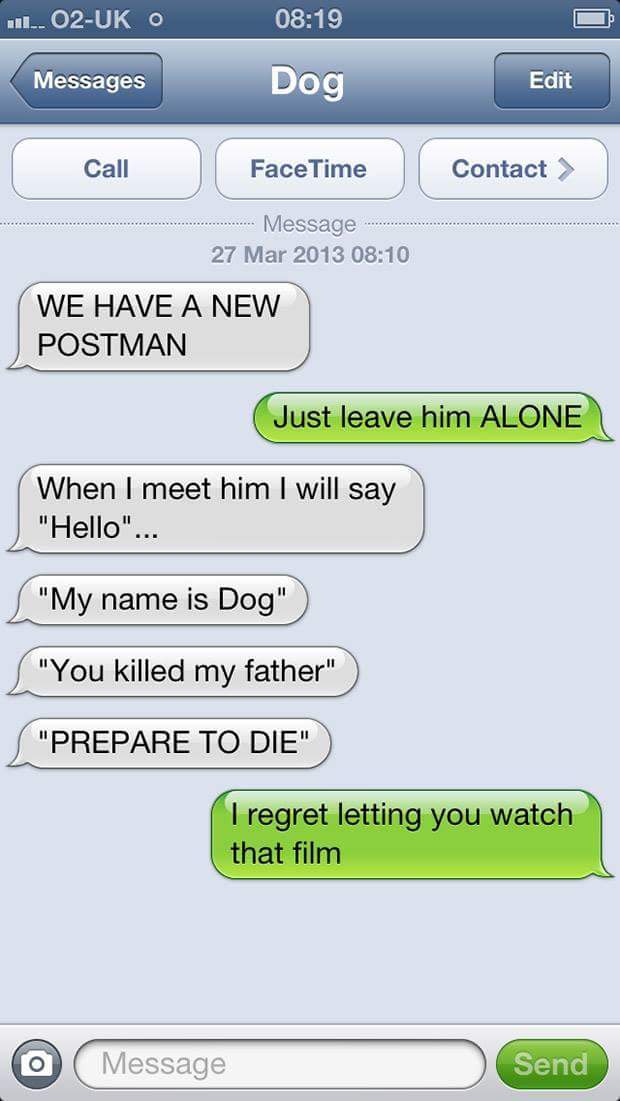 O2-UK
08:19
Messages
Dog
Edit
Call
FaceTime
Contact
Message
27 Mar 2013 08:10
WE HAVE A NEW
POSTMAN
Just leave him ALONE
When I meet him I will say
"Hello"...
"My name is Dog"
"You killed my father"
"PREPARE TO DIE"
I regret letting you watch
that film
Message
Send